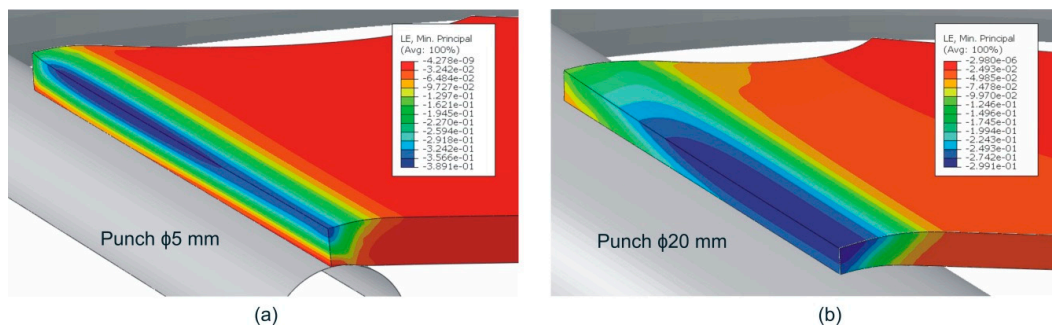 LE, Min. Principal
(Avg: 100%)
-4.278e-09
-3.242e-02
-6.484e-02
-9.727e-02
-1.297e-01
-1.621e-01
-1.945e-01
-2.270e-01
-2.594e-01
-2.918e-01
-3.242e-01
-3.566e-01
-3.891e-01
Punch ϕ5 mm
(a)
LE, Min. Principal
(Avg: 100%)
-2.980e-06
-2.493e-02
-4.985e-02
-7.478e-02
-9.970e-02
-1.246e-01
-1.496e-01
-1.745e-01
-1.994e-01
-2.243e-01
-2.493e-01
-2.742e-01
-2.991e-01
Punch ϕ20 mm
(b)